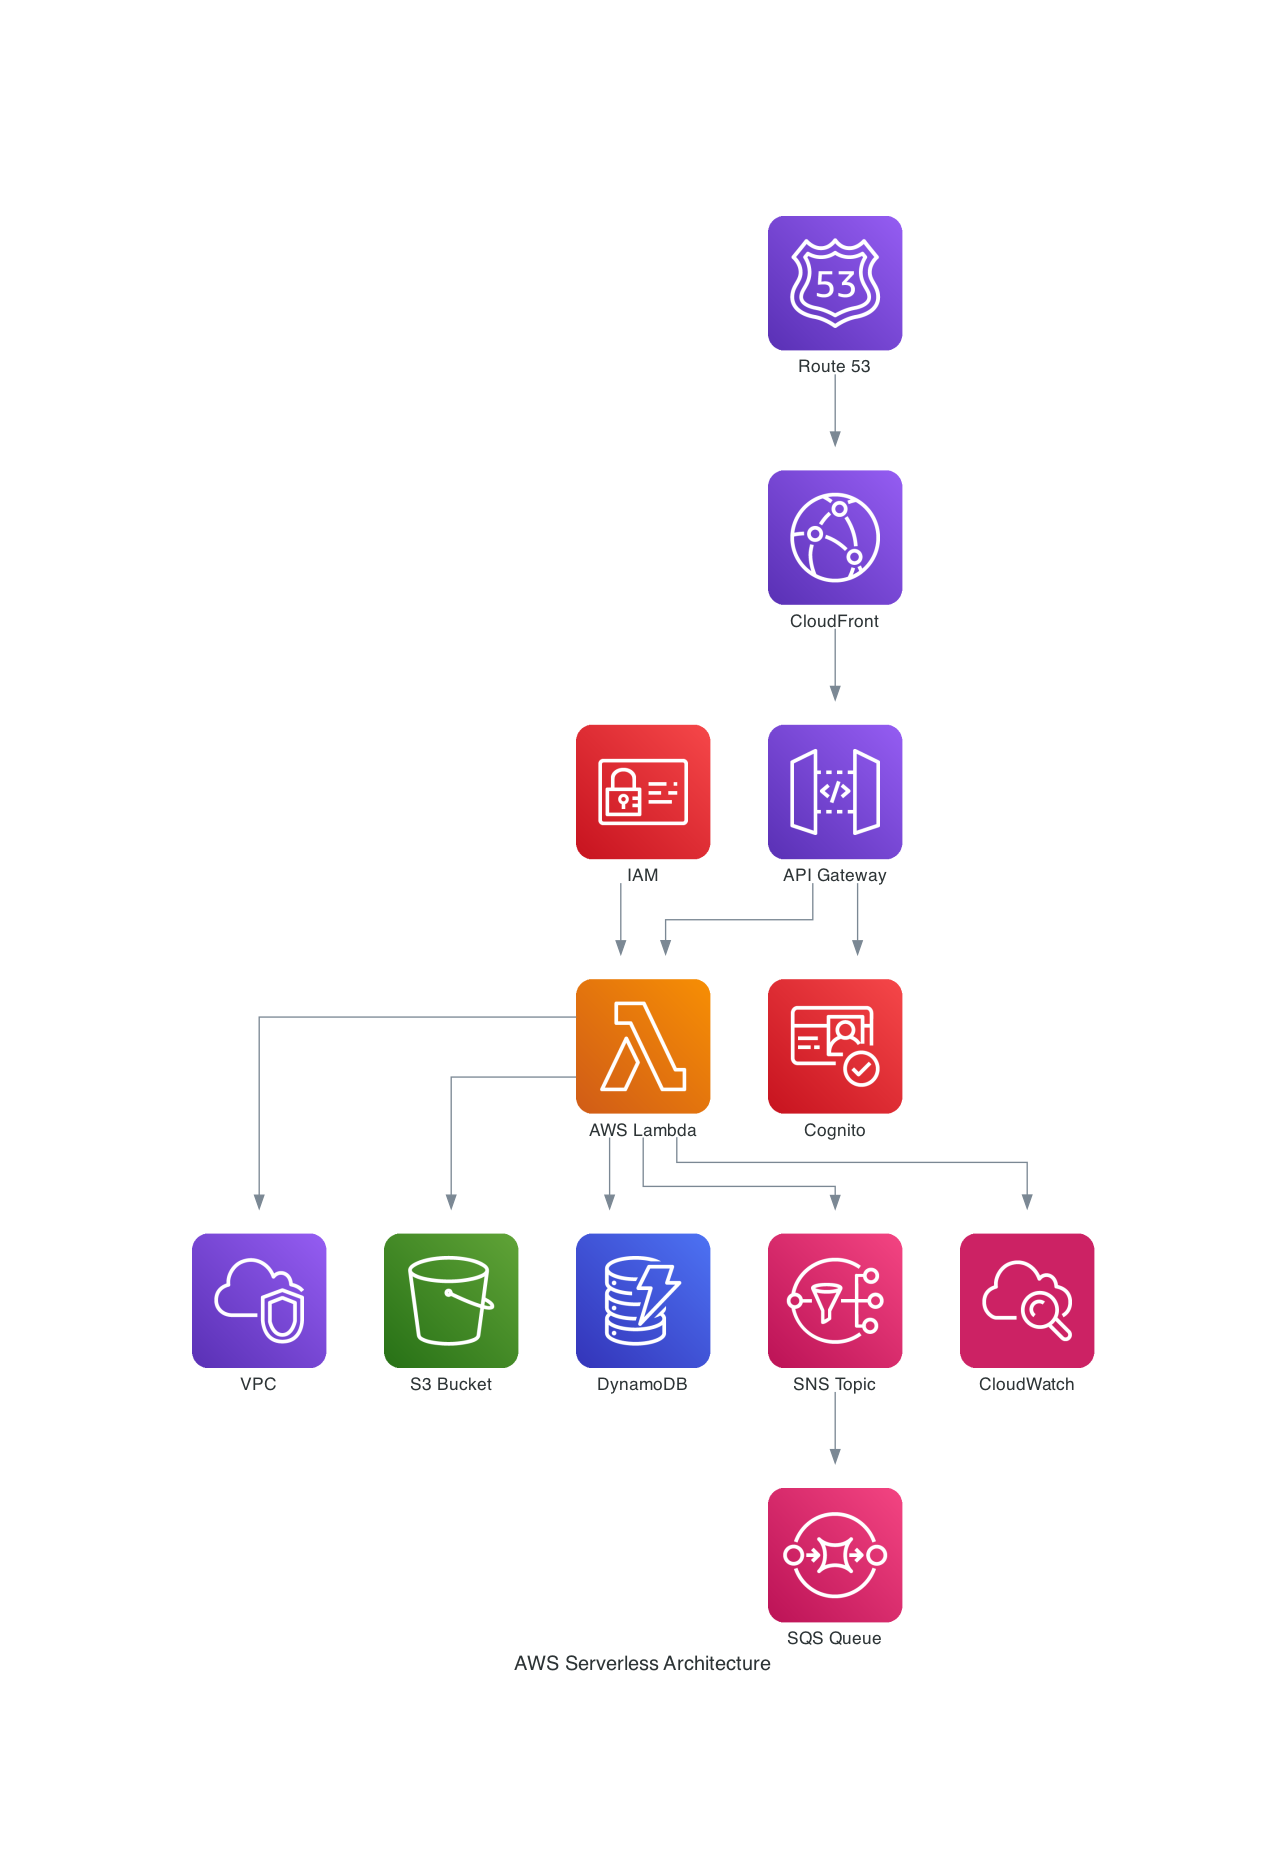 53
Route 53
CloudFront
IAM
API Gateway
</>
AWS Lambda
Cognito
VPC
S3 Bucket
DynamoDB
SNS Topic
CloudWatch
SQS Queue
AWS Serverless Architecture